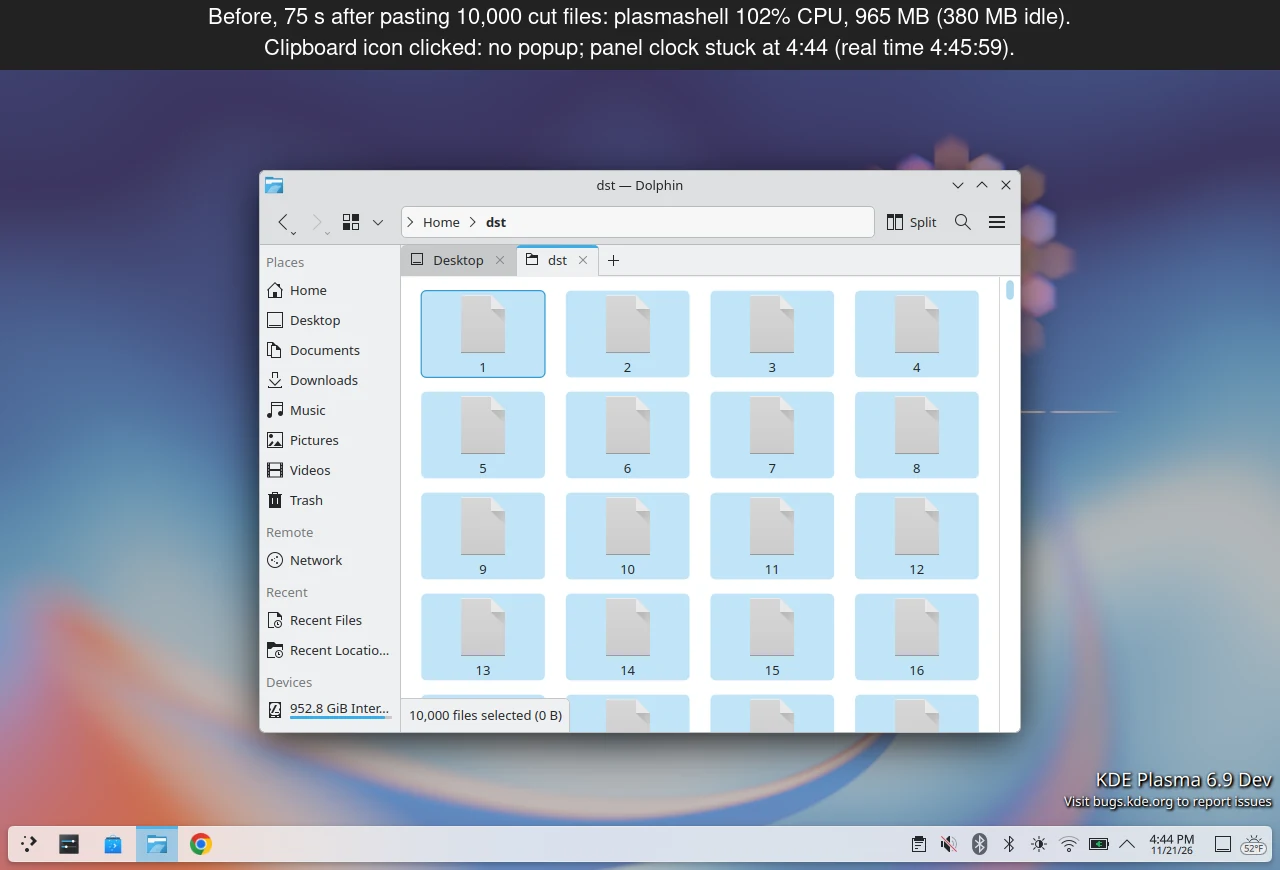 Before, 75 s after pasting 10,000 cut files: plasmashell 102% CPU, 965 MB (380 MB idle).
Clipboard icon clicked: no popup; panel clock stuck at 4:44 (real time 4:45:59).
dst — Dolphin
Home
dst
Split
Places
Home
Desktop
Documents
Downloads
Music
Pictures
Videos
Trash
Remote
Network
Recent
Recent Files
Recent Locatio...
Devices
952.8 GiB Inter...
Desktop
dst
1
2
3
4
5
6
7
8
9
10
11
12
13
14
15
16
10,000 files selected (0 B)
KDE Plasma 6.9 Dev
Visit bugs.kde.org to report issues
4:44 PM
11/21/26
52°F